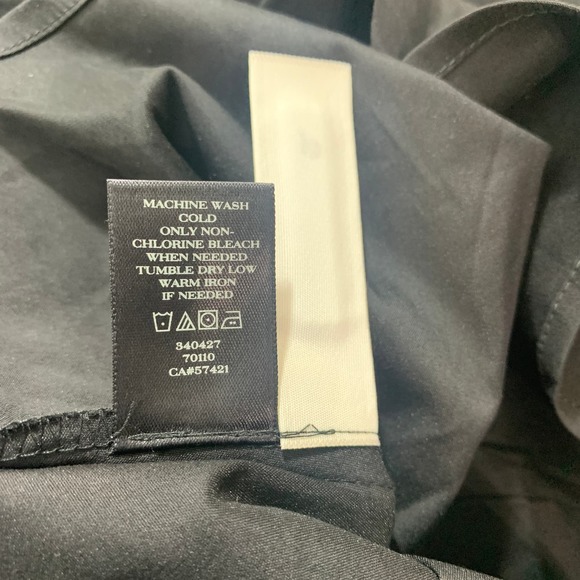 MACHINE WASH
COLD
ONLY NON-
CHLORINE BLEACH
WHEN NEEDED
TUMBLE DRY LOW
WARM IRON
IF NEEDED
340427
70110
CA#57421